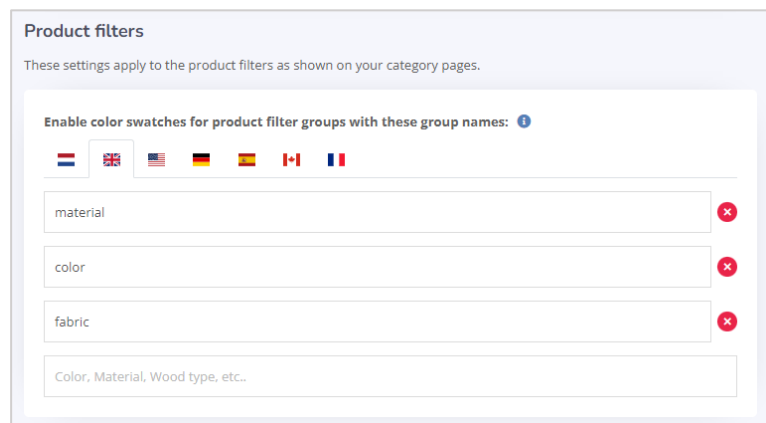 Product filters
These settings apply to the product filters as shown on your category pages.
Enable color swatches for product filter groups with these group names:
material
color
fabric
Color, Material, Wood type, etc..